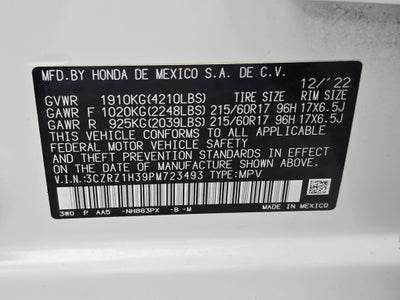 MFD.BY HONDA DE MEXICO S.A. DE C.V.
12/'22
GVWR 1910KG(4210LBS) TIRE SIZE RIM SIZE
GAWR F 1020KG(2248LBS) 215/60R17 96H 17X6.5J
GAWR R 925KG(2039LBS) 215/60R17 96H 17X6.5J
THIS VEHICLE CONFORMS TO ALL APPLICABLE
FEDERAL MOTOR VEHICLE SAFETY AND THEFT
PREVENTION STANDARDS IN EFFECT ON THE DATE
OF MANUFACTURE SHOWN ABOVE.
V.I.N.:3CZRZ1H39PM723493 TYPE:MPV
3W0 P AA5 -NH883PX -B -M MADE IN MEXICO